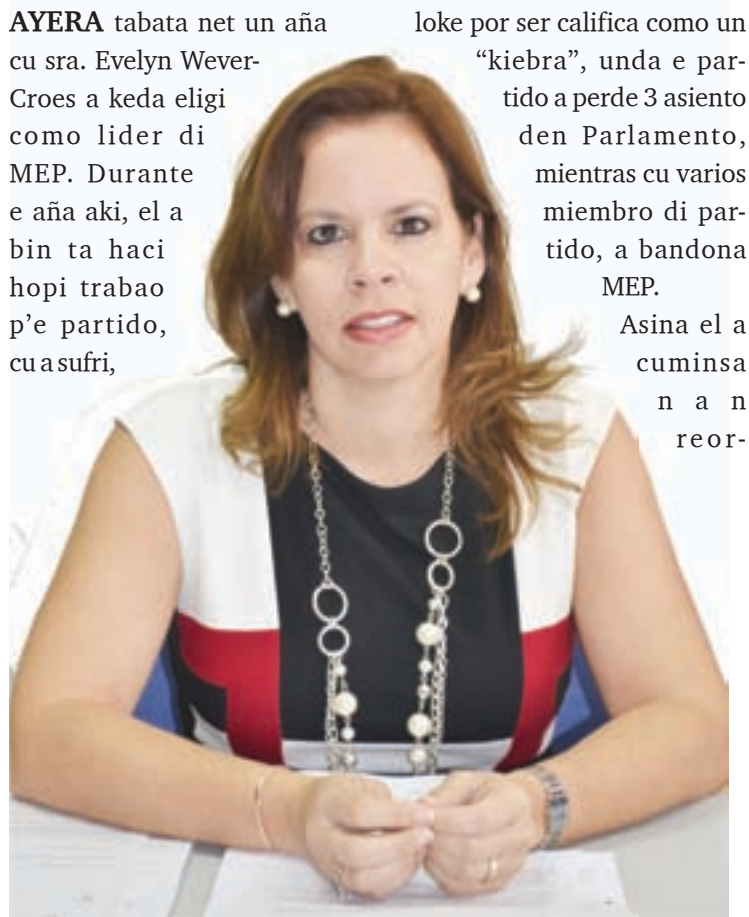 AYERA tabata net un aña
cu sra. Evelyn Wever-
Croes a keda eligi
como lider di
MEP. Durante
e aña aki, el a
bin ta haci
hopi trabao
p’e partido,
cu a sufri,
loke por ser califica como un
“kiebra”, unda e par-
tido a perde 3 asiento
den Parlamento,
mientras cu varios
miembro di par-
tido, a bandona
MEP.
Asina el a
cuminsa
n a n
reor-